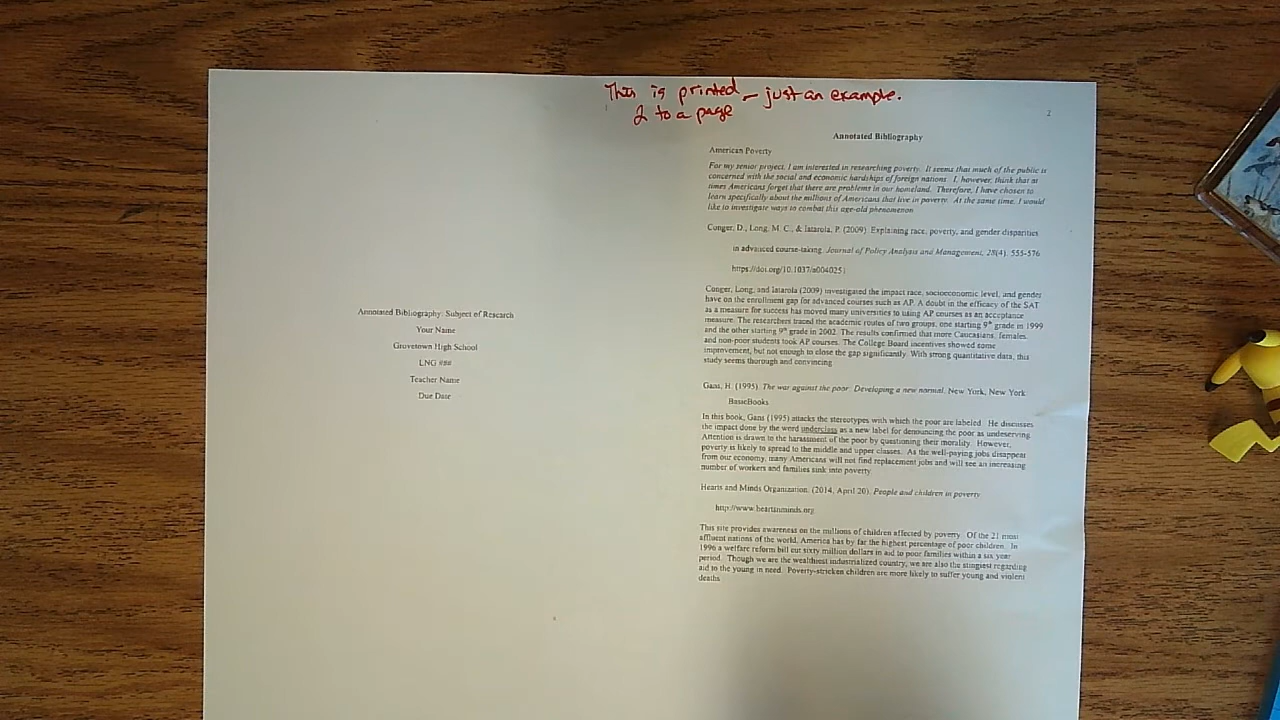 This is printed - just an example.
2 to a page
Annotated Bibliography: Subject of Research
Your Name
Grovetown High School
LNG ###
Teacher Name
Due Date
2
Annotated Bibliography
American Poverty
For my senior project, I am interested in researching poverty. It seems that much of the public is
concerned with the social and economic hardships of foreign nations. I, however, think that at
times Americans forget that there are problems in our homeland. Therefore, I have chosen to
learn specifically about the millions of Americans that live in poverty. At the same time, I would
like to investigate ways to combat this age-old phenomenon.
Conger, D., Long, M. C., & Iatarola, P. (2009). Explaining race, poverty, and gender disparities
in advanced course-taking. Journal of Policy Analysis and Management, 28(4), 555-576
https://doi.org/10.1037/a0040251
Conger, Long, and Iatarola (2009) investigated the impact race, socioeconomic level, and gender
have on the enrollment gap for advanced courses such as AP. A doubt in the efficacy of the SAT
as a measure for success has moved many universities to using AP courses as an acceptance
measure. The researchers traced the academic routes of two groups, one starting 9th grade in 1999
and the other starting 9th grade in 2002. The results confirmed that more Caucasians, females,
and non-poor students took AP courses. The College Board incentives showed some
improvement, but not enough to close the gap significantly. With strong quantitative data, this
study seems thorough and convincing.
Gans, H. (1995). The war against the poor: Developing a new normal. New York, New York:
BasicBooks.
In this book, Gans (1995) attacks the stereotypes with which the poor are labeled. He discusses
the impact done by the word underclass as a new label for denouncing the poor as undeserving.
Attention is drawn to the harassment of the poor by questioning their morality. However,
poverty is likely to spread to the middle and upper classes. As the well-paying jobs disappear
from our economy, many Americans will not find replacement jobs and will see an increasing
number of workers and families sink into poverty.
Hearts and Minds Organization. (2014, April 20). People and children in poverty.
http://www.heartsnminds.org
This site provides awareness on the millions of children affected by poverty. Of the 21 most
affluent nations of the world, America has by far the highest percentage of poor children. In
1996 a welfare reform bill cut sixty million dollars in aid to poor families within a six year
period. Though we are the wealthiest industrialized country, we are also the stingiest regarding
aid to the young in need. Poverty-stricken children are more likely to suffer young and violent
deaths.